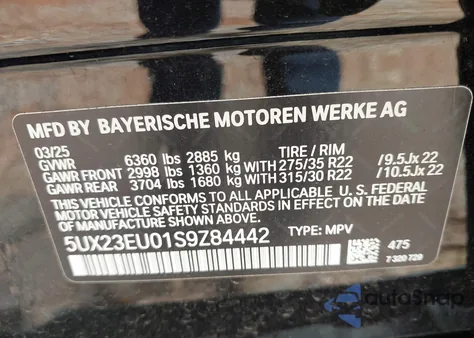 MFD BY BAYERISCHE MOTOREN WERKE AG
03/25 TIRE / RIM
GVWR 6360 lbs 2885 kg
GAWR FRONT 2998 lbs 1360 kg WITH 275/35 R22 /9.5Jx22
GAWR REAR 3704 lbs 1680 kg WITH 315/30 R22 /10.5Jx22
THIS VEHICLE CONFORMS TO ALL APPLICABLE U.S. FEDERAL
SAFETY STANDARDS IN EFFECT ON THE DATE
OF MANUFACTURE SHOWN ABOVE.
5UX23EU01S9Z84442 TYPE: MPV
475
7 320 729
autoSnap